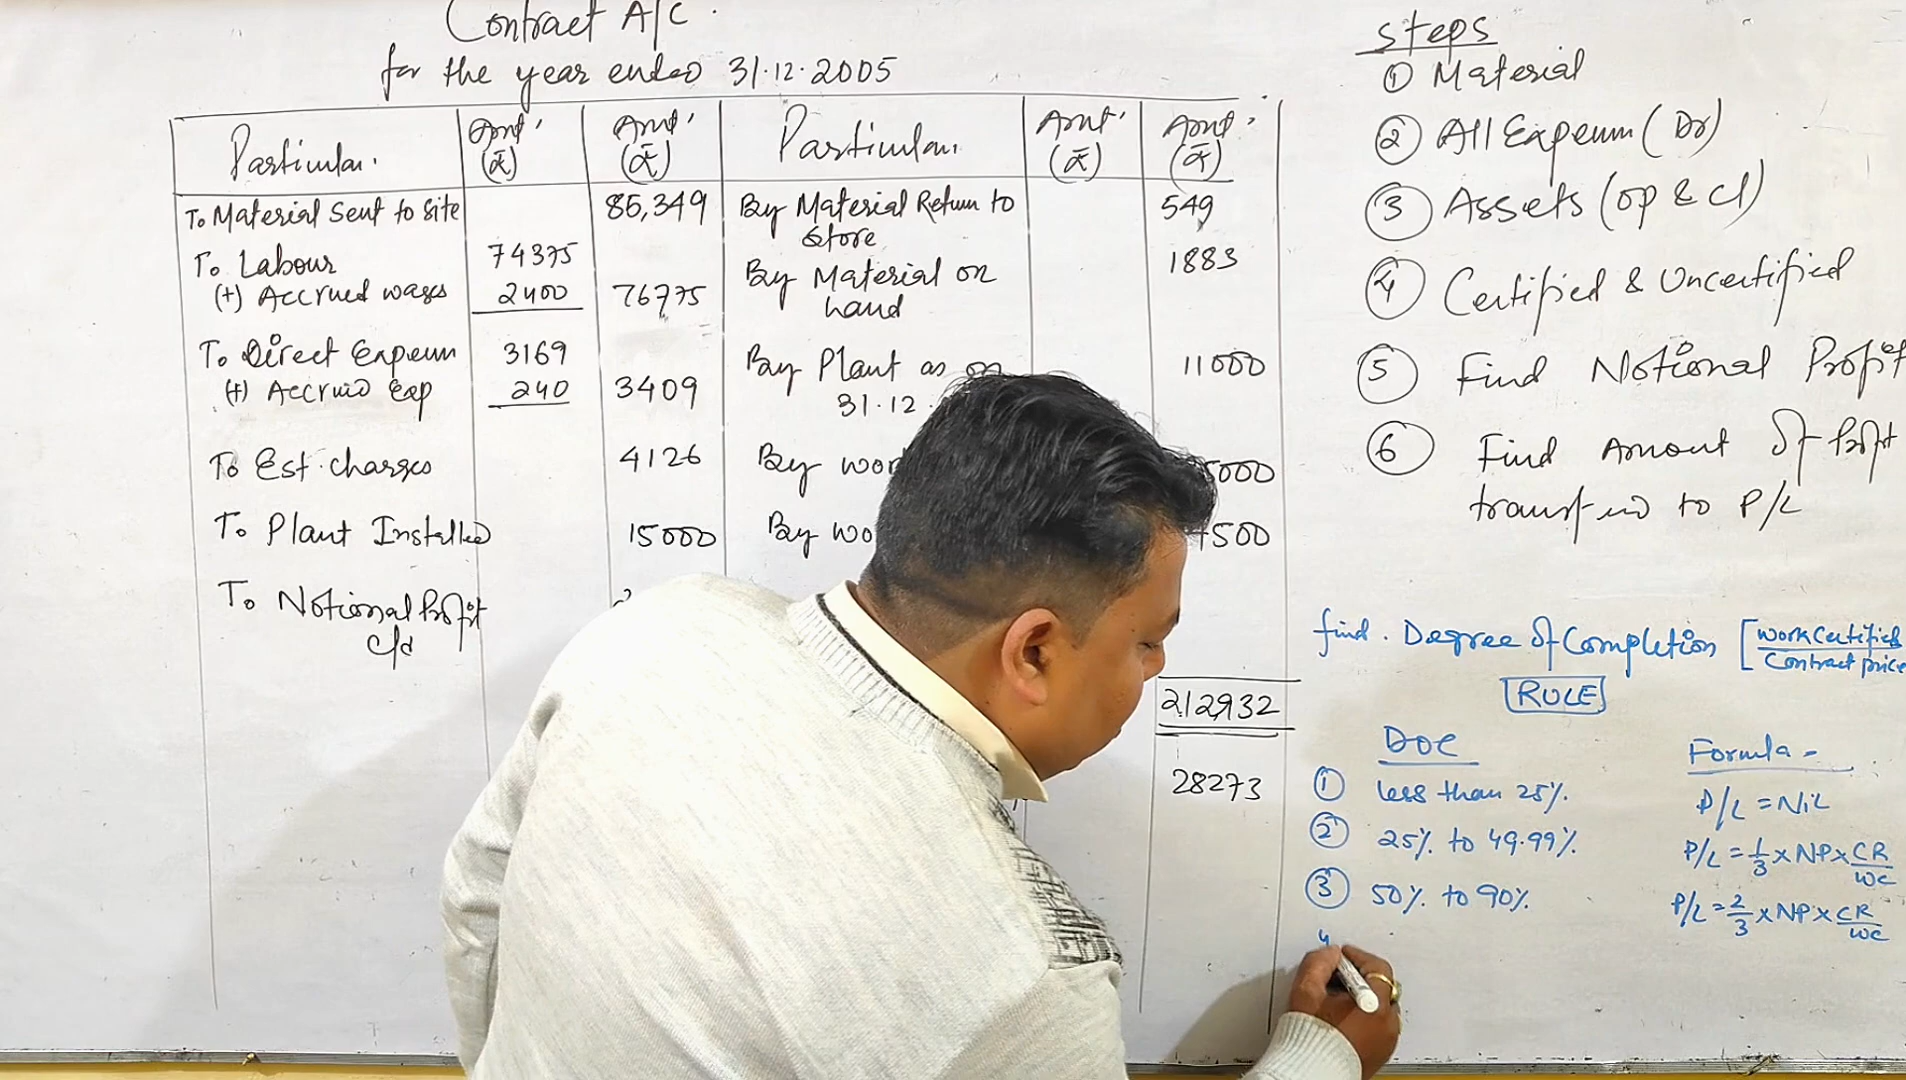 Contract A/c.
for the year ended 31.12.2005
Particular. Amt. (₹) Amt. (₹) Particular. Amt. (₹) Amt. (₹)
To Material Sent to site 85,349 By Material Return to store 549
To Labour 74375
(+) Accrued wages 2400 76775 By Material on hand 1883
To Direct Expenses 3169
(+) Accrued Exp 240 3409 By Plant as on 31.12. 11000
To Est. charges 4126 By 5000
To Plant Installed 15000 By 500
To Notional Profit c/d
212932
28273
Steps
① Material
② All Expenses (Dr)
③ Assets (op & cl)
④ Certified & Uncertified
⑤ Find Notional Profit
⑥ Find Amount of Profit
transferred to P/L
find. Degree of Completion [Work Certified / Contract price
RULE
DOC Formula -
① less than 25%. P/L = NIL
② 25% to 49.99%. P/L = 1/3 x NP x CR/WC
③ 50% to 90%. P/L = 2/3 x NP x CR/WC
4